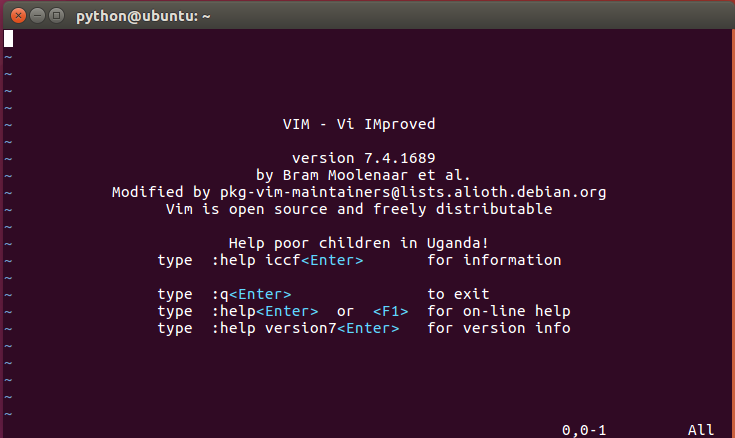 python@ubuntu: ~
~
~
~
~
~ VIM - Vi IMproved
~
~ version 7.4.1689
~ by Bram Moolenaar et al.
~ Modified by pkg-vim-maintainers@lists.alioth.debian.org
~ Vim is open source and freely distributable
~
~ Help poor children in Uganda!
~ type :help iccf<Enter> for information
~
~ type :q<Enter> to exit
~ type :help<Enter> or <F1> for on-line help
~ type :help version7<Enter> for version info
~
~
~
~
~
0,0-1 All